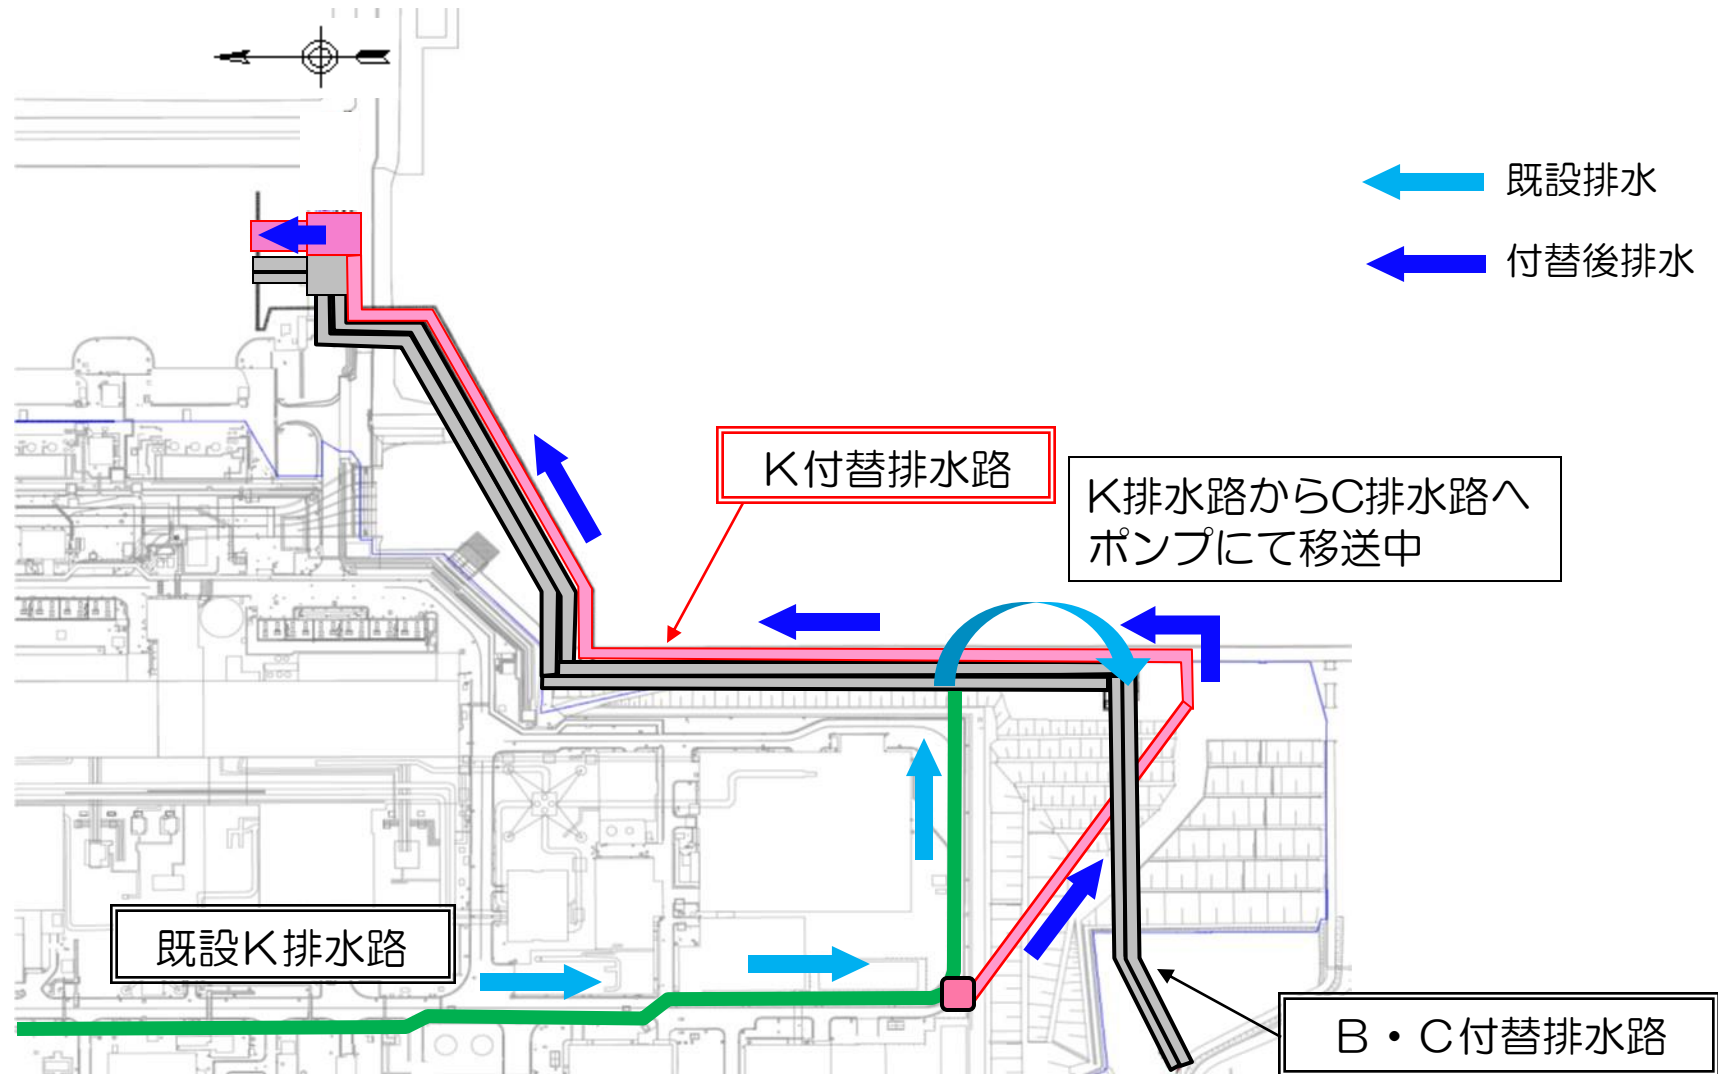 既設排水
付替後排水
K付替排水路
K排水路からC排水路へ
ポンプにて移送中
既設K排水路
B・C付替排水路